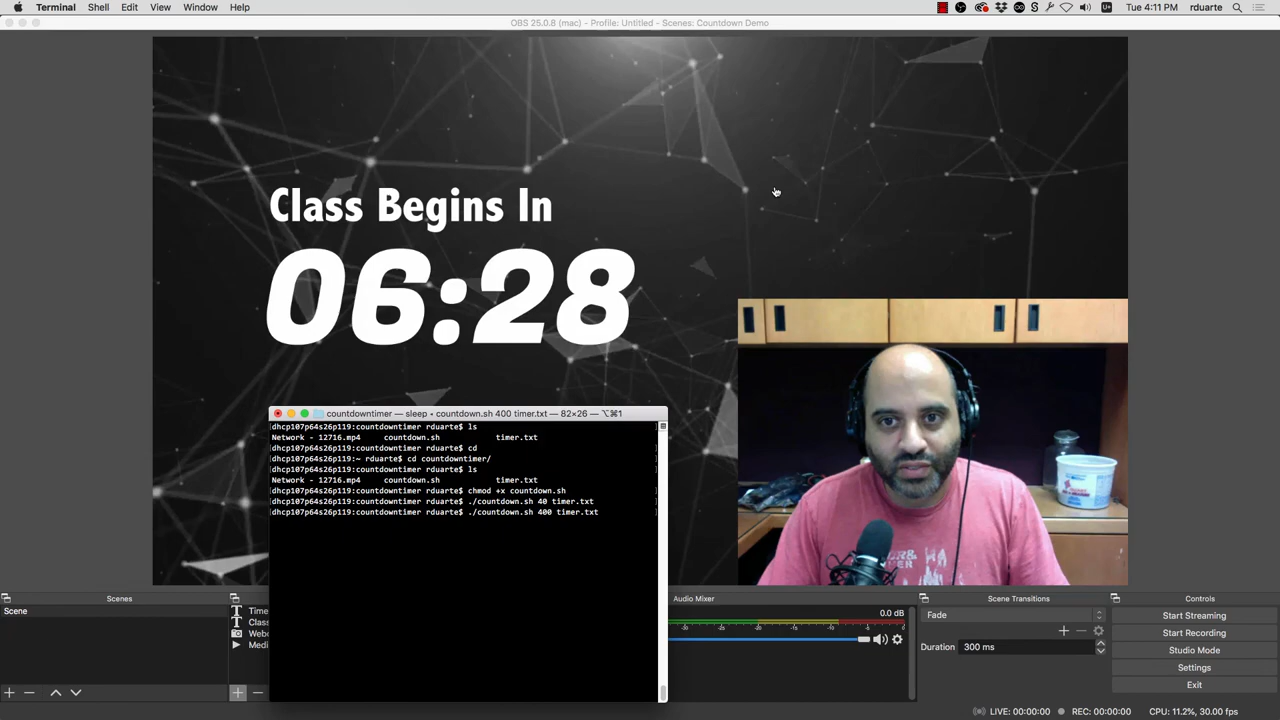 Terminal Shell Edit View Window Help
Tue 4:11 PM rduarte
OBS 25.0.8 (mac) - Profile: Untitled - Scenes: Countdown Demo
Class Begins In
06:28
countdowntimer — sleep • countdown.sh 400 timer.txt — 82×26 — ⌥⌘1
[dhcp107p64s26p119:countdowntimer rduarte$ ls ]
Network - 12716.mp4 countdown.sh timer.txt
[dhcp107p64s26p119:countdowntimer rduarte$ cd ]
[dhcp107p64s26p119:~ rduarte$ cd countdowntimer/ ]
[dhcp107p64s26p119:countdowntimer rduarte$ ls ]
Network - 12716.mp4 countdown.sh timer.txt
[dhcp107p64s26p119:countdowntimer rduarte$ chmod +x countdown.sh ]
[dhcp107p64s26p119:countdowntimer rduarte$ ./countdown.sh 40 timer.txt ]
[dhcp107p64s26p119:countdowntimer rduarte$ ./countdown.sh 400 timer.txt ]
Scenes
Scene
Time
Class
Webc
Medi
Audio Mixer
0.0 dB
Scene Transitions
Fade
Duration 300 ms
Controls
Start Streaming
Start Recording
Studio Mode
Settings
Exit
LIVE: 00:00:00 REC: 00:00:00 CPU: 11.2%, 30.00 fps